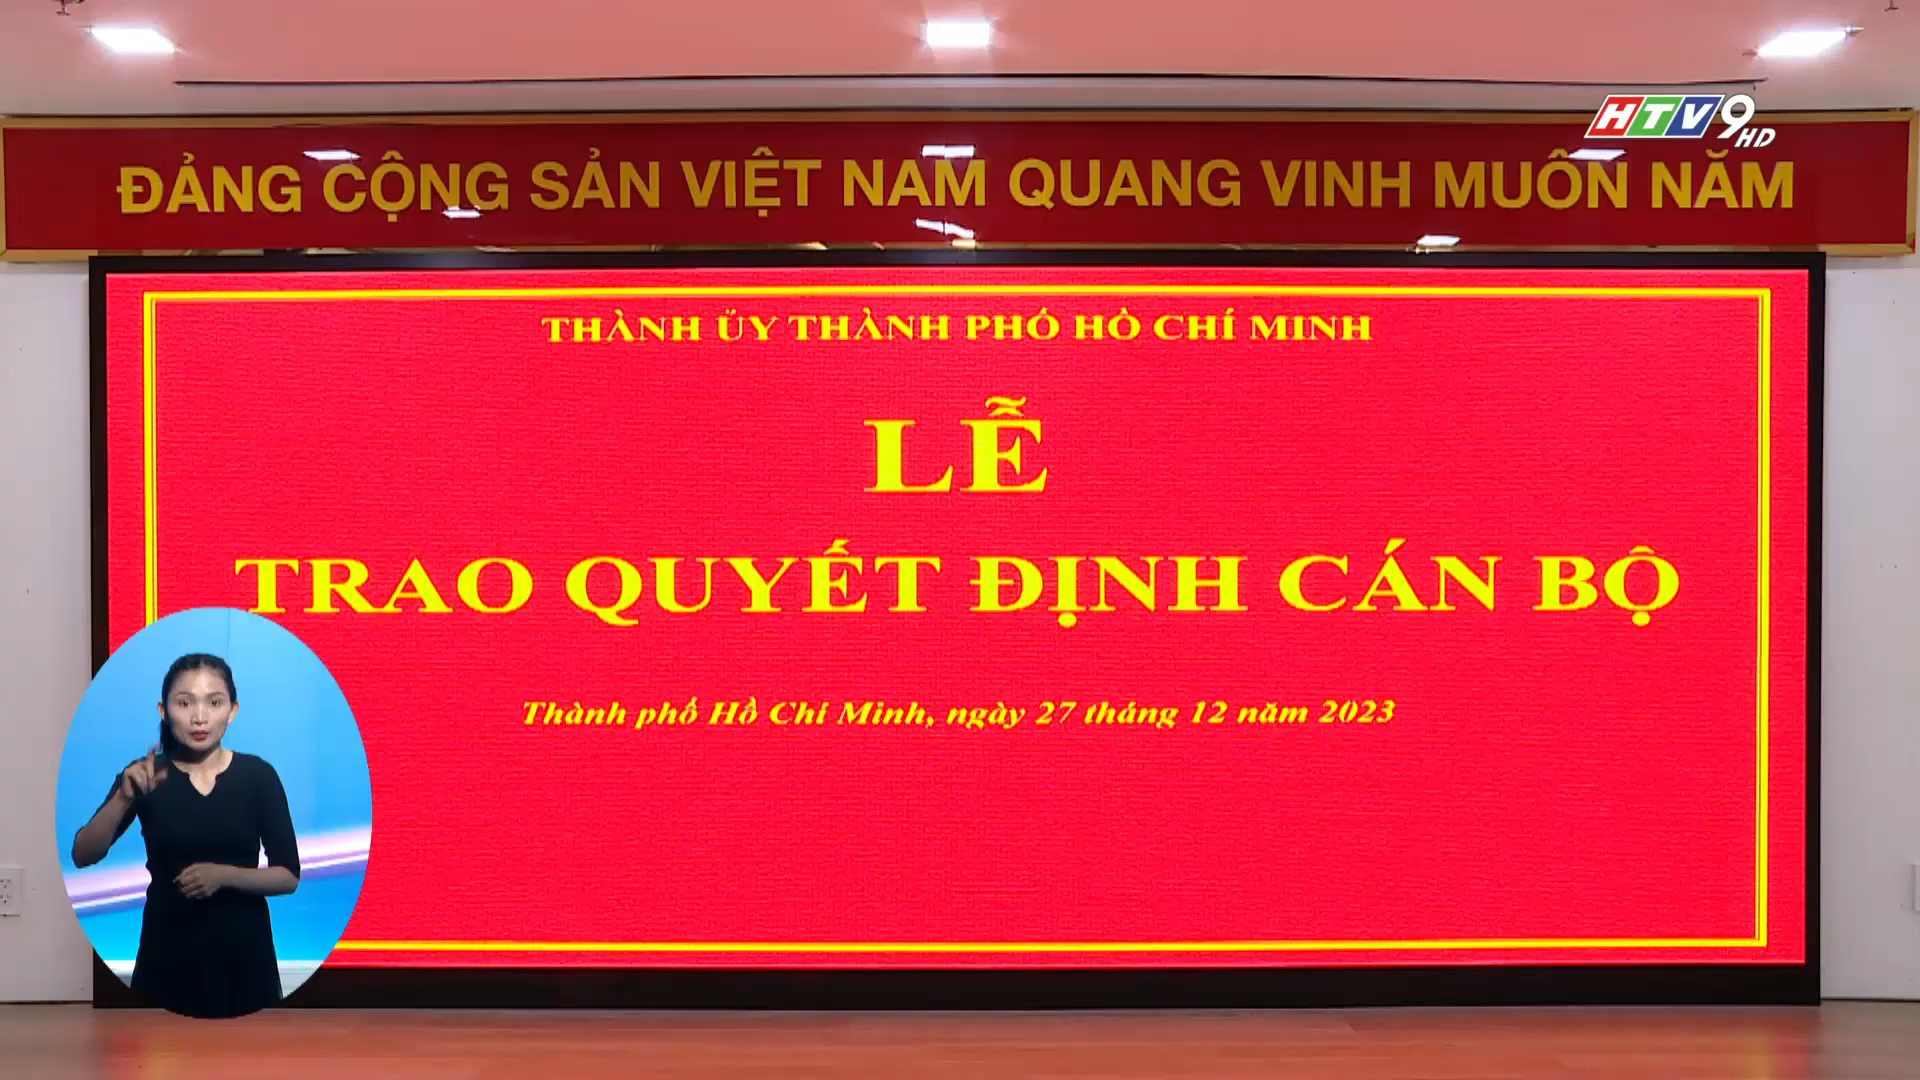 HTV9 HD
ĐẢNG CỘNG SẢN VIỆT NAM QUANG VINH MUÔN NĂM
THÀNH ỦY THÀNH PHỐ HỒ CHÍ MINH
LỄ
TRAO QUYẾT ĐỊNH CÁN BỘ
Thành phố Hồ Chí Minh, ngày 27 tháng 12 năm 2023